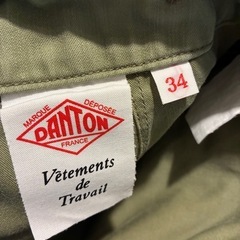 MARQUE DÉPOSÉE
DANTON
FRANCE
Vêtements
de
Travail
34